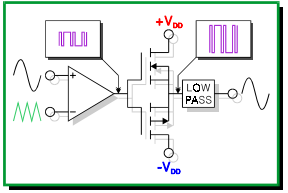 +VDD
+
-
LOW
PASS
-VDD